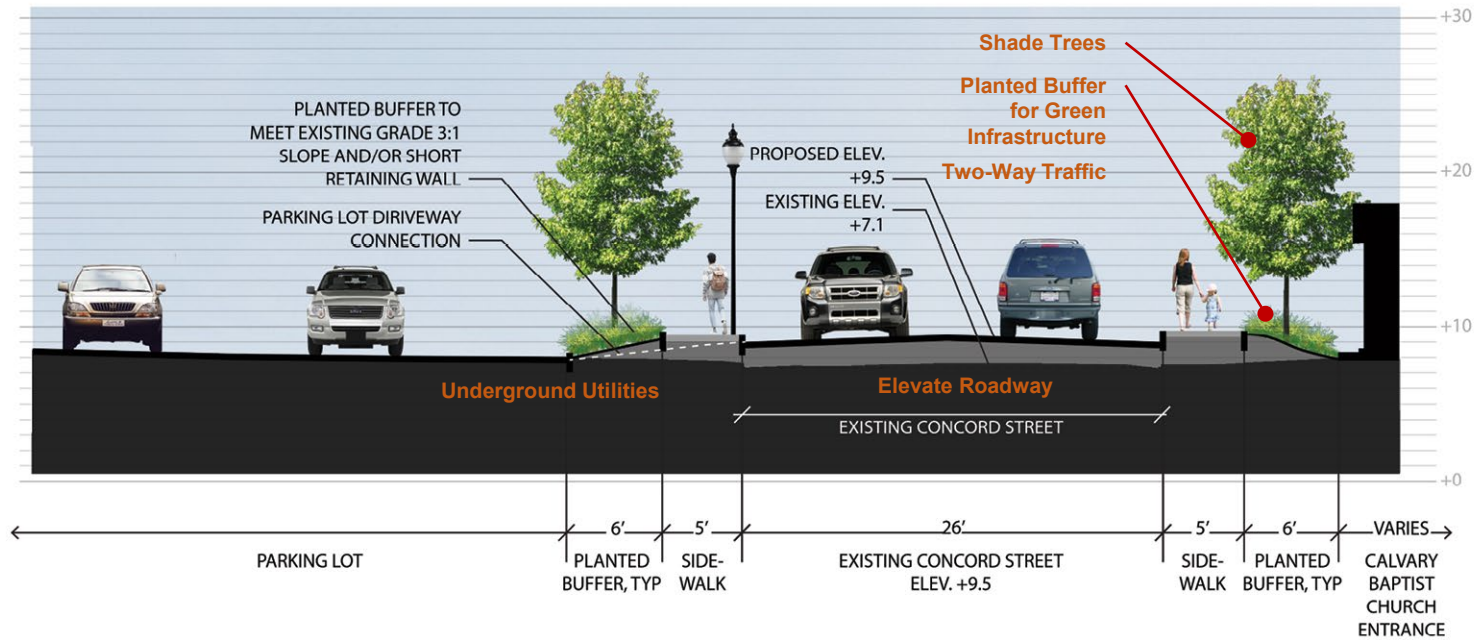 +30
Shade Trees
Planted Buffer
for Green
Infrastructure
Two-Way Traffic
PLANTED BUFFER TO
MEET EXISTING GRADE 3:1
SLOPE AND/OR SHORT
RETAINING WALL
PARKING LOT DIRIVEWAY
CONNECTION
PROPOSED ELEV.
+9.5
EXISTING ELEV.
+7.1
+20
+10
Underground Utilities
Elevate Roadway
EXISTING CONCORD STREET
+0
6’
5’
26’
5’
6’
VARIES
PARKING LOT
PLANTED
BUFFER, TYP
SIDE-
WALK
EXISTING CONCORD STREET
ELEV. +9.5
SIDE-
WALK
PLANTED
BUFFER, TYP
CALVARY
BAPTIST
CHURCH
ENTRANCE